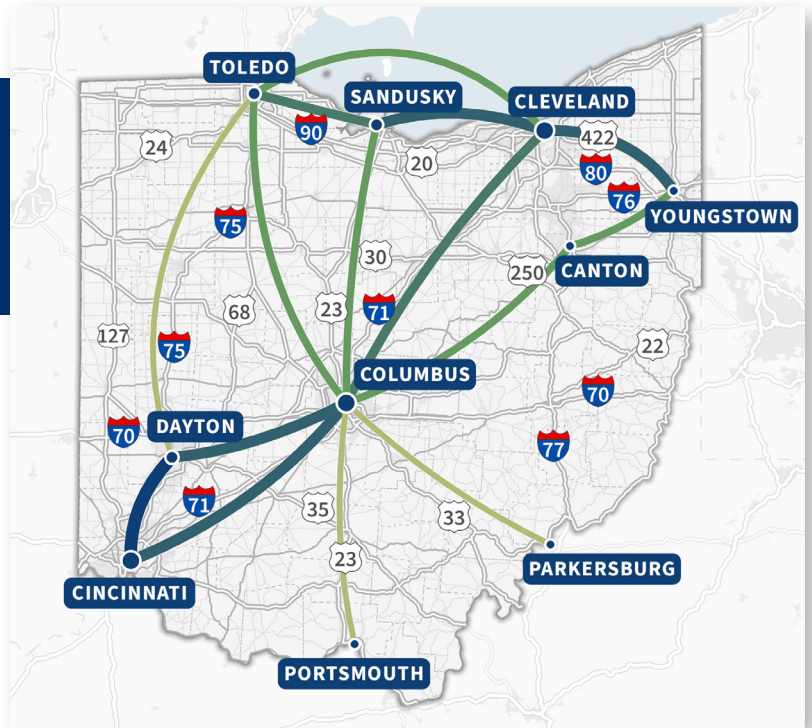 TOLEDO
SANDUSKY
CLEVELAND
90
422
24
20
80
76
YOUNGSTOWN
75
30
250
CANTON
68
23
71
127
75
22
COLUMBUS
70
70
DAYTON
77
71
35
33
23
PARKERSBURG
CINCINNATI
PORTSMOUTH